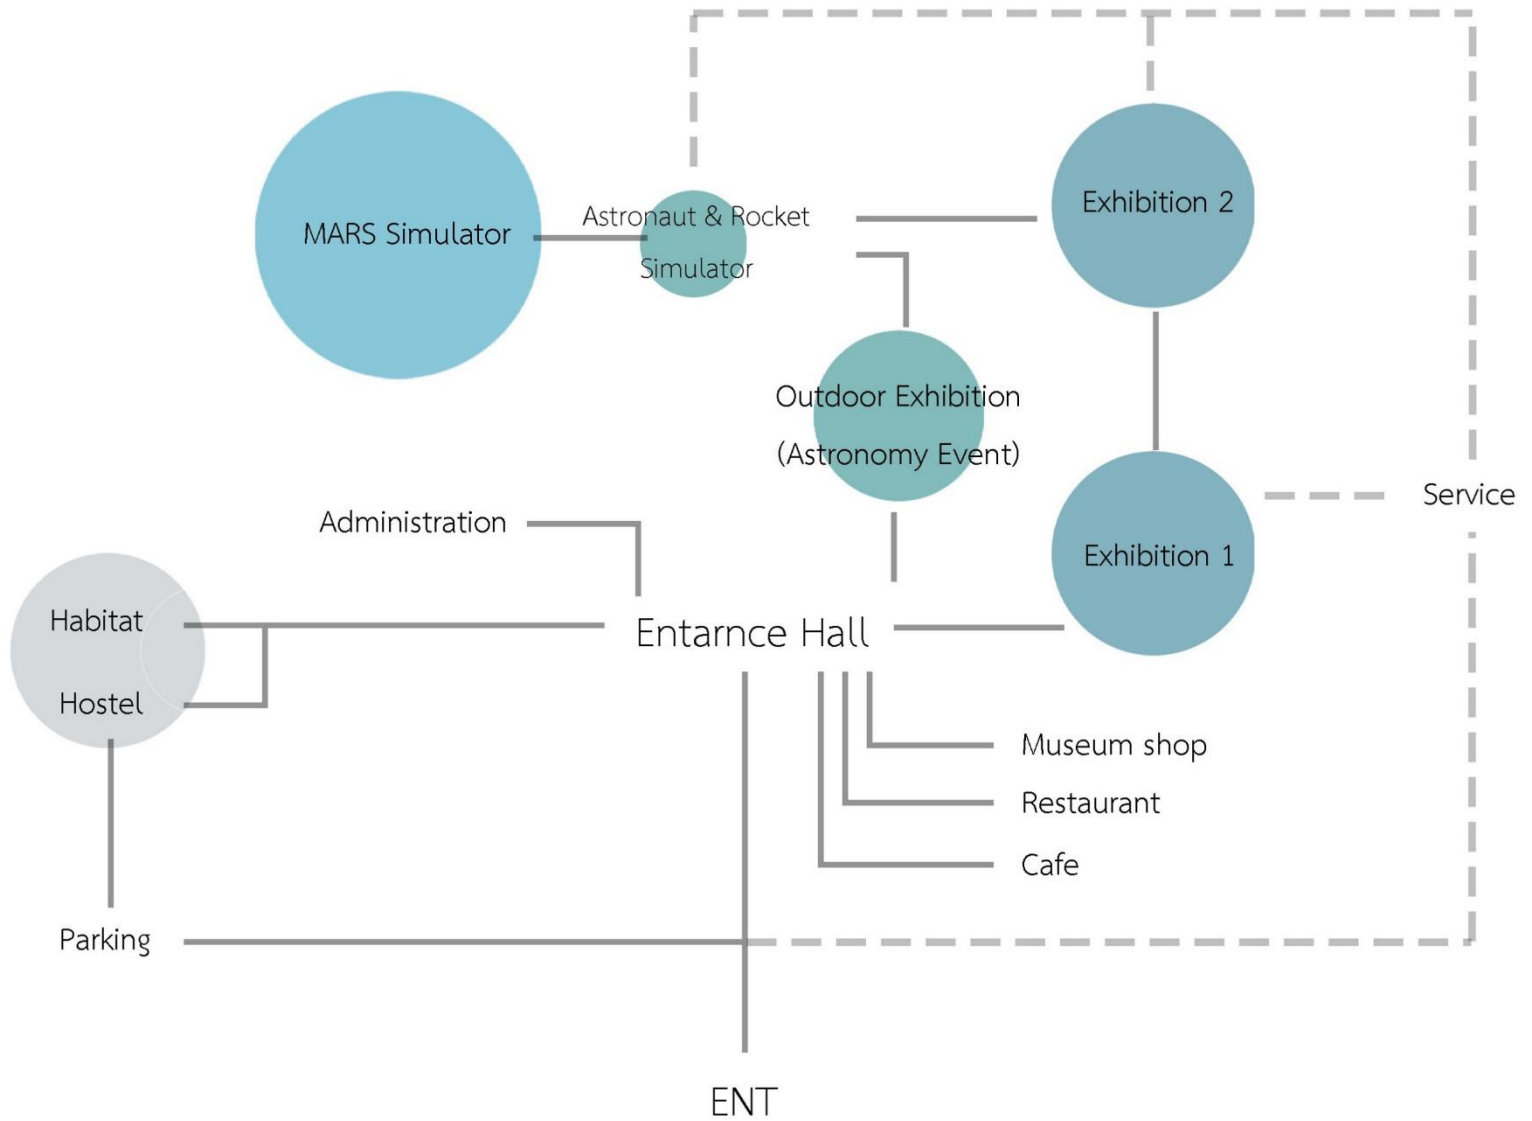 Exhibition 2
Astronaut & Rocket
Simulator
MARS Simulator
Outdoor Exhibition
(Astronomy Event)
Service
Administration
Exhibition 1
Habitat
Entarnce Hall
Hostel
Museum shop
Restaurant
Cafe
Parking
ENT